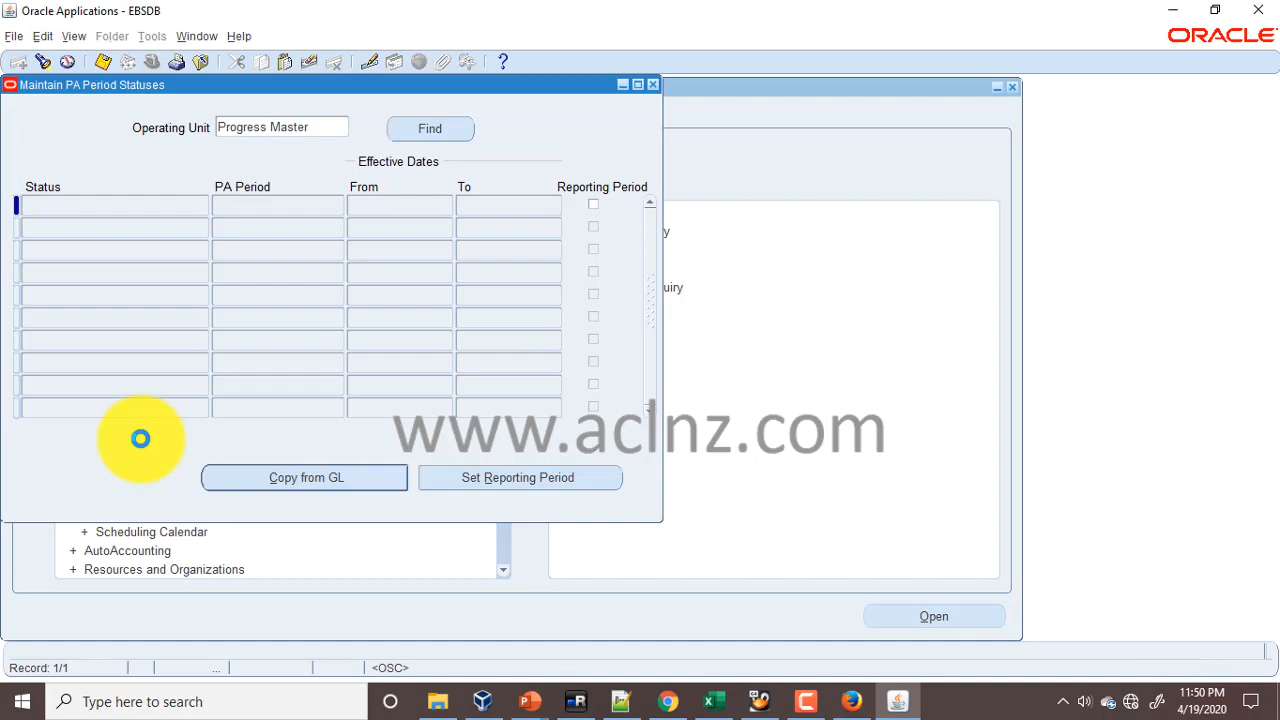 Oracle Applications - EBSDB
File Edit View Folder Tools Window Help
ORACLE
Maintain PA Period Statuses
Operating Unit Progress Master Find
Effective Dates
Status PA Period From To Reporting Period
y
uiry
www.aclnz.com
Copy from GL Set Reporting Period
+ Scheduling Calendar
+ AutoAccounting
+ Resources and Organizations
Open
Record: 1/1 ... <OSC>
Type here to search
11:50 PM
4/19/2020